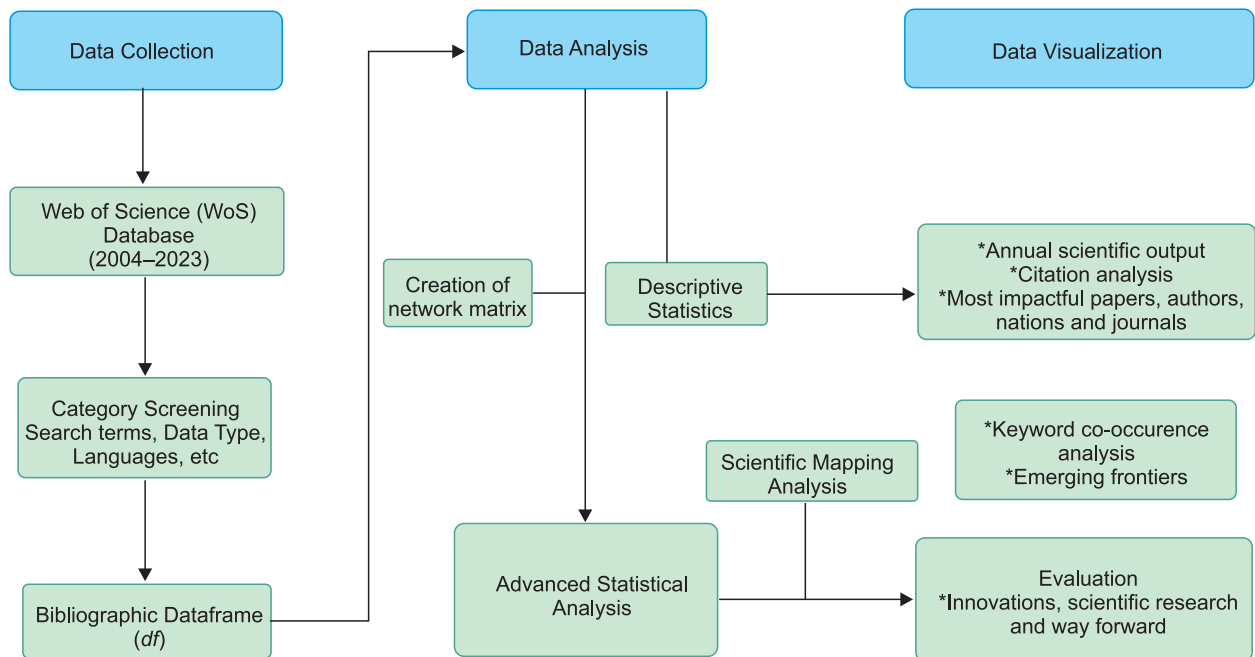 Data Collection
Web of Science (WoS)
Database
(2004–2023)
Category Screening
Search terms, Data Type,
Languages, etc
Bibliographic Dataframe
(df)
Data Analysis
Creation of
network matrix
Descriptive
Statistics
Scientific Mapping
Analysis
Advanced Statistical
Analysis
Data Visualization
*Annual scientific output
*Citation analysis
*Most impactful papers, authors,
nations and journals
*Keyword co-occurence
analysis
*Emerging frontiers
Evaluation
*Innovations, scientific research
and way forward